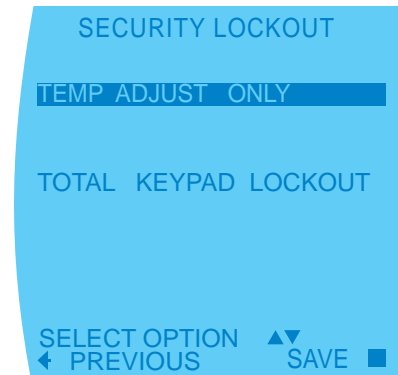 SECURITY LOCKOUT
TEMP ADJUST ONLY
TOTAL KEYPAD LOCKOUT
SELECT OPTION ▲▼
PREVIOUS SAVE